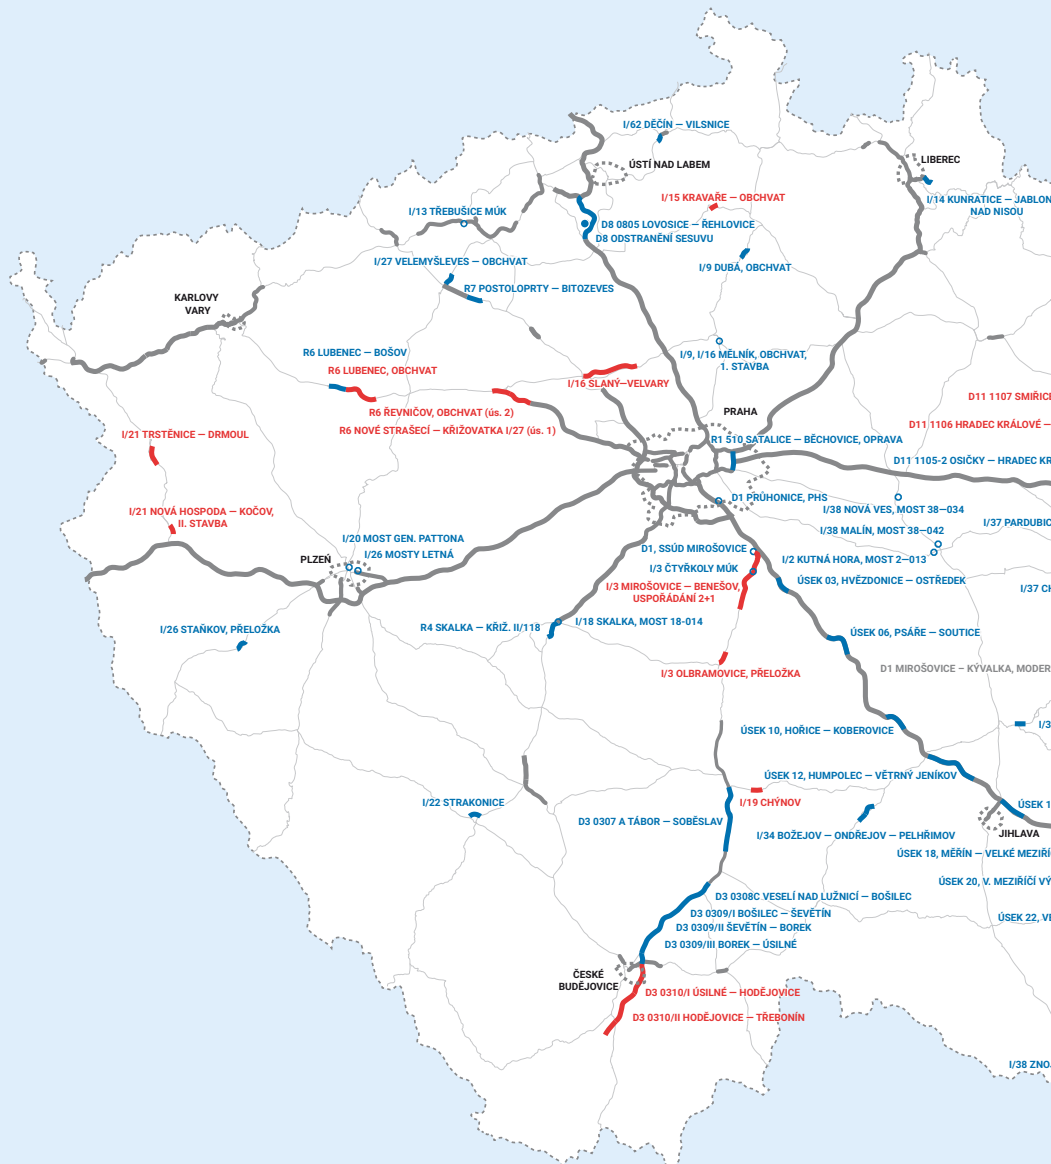 I/62 DĚČÍN — VILSNICE
ÚSTÍ NAD LABEM
LIBEREC
I/15 KRAVAŘE — OBCHVAT
I/14 KUNRATICE — JABLON
NAD NISOU
I/13 TŘEBUŠICE MÚK
D8 0805 LOVOSICE — ŘEHLOVICE
D8 ODSTRANĚNÍ SESUVU
I/27 VELEMYŠLEVES — OBCHVAT
I/9 DUBÁ, OBCHVAT
R7 POSTOLOPRTY — BITOZEVES
KARLOVY
VARY
R6 LUBENEC — BOŠOV
R6 LUBENEC, OBCHVAT
I/9, I/16 MĚLNÍK, OBCHVAT,
1. STAVBA
I/16 SLANÝ—VELVARY
D11 1107 SMIŘICE
R6 ŘEVNIČOV, OBCHVAT (ús. 2)
PRAHA
D11 1106 HRADEC KRÁLOVÉ —
R6 NOVÉ STRAŠECÍ — KŘIŽOVATKA I/27 (ús. 1)
I/21 TRSTĚNICE — DRMOUL
R1 510 SATALICE — BĚCHOVICE, OPRAVA
D11 1105-2 OSIČKY — HRADEC KR
D1 PRŮHONICE, PHS
I/38 NOVÁ VES, MOST 38—034
I/21 NOVÁ HOSPODA — KOČOV,
II. STAVBA
I/37 PARDUBIC
I/38 MALÍN, MOST 38—042
I/20 MOST GEN. PATTONA
I/26 MOSTY LETNÁ
PLZEŇ
D1, SSÚD MIROŠOVICE
I/2 KUTNÁ HORA, MOST 2—013
I/3 ČTYŘKOLY MÚK
ÚSEK 03, HVĚZDONICE — OSTŘEDEK
I/3 MIROŠOVICE — BENEŠOV,
USPOŘÁDÁNÍ 2+1
I/37 CH
I/18 SKALKA, MOST 18-014
R4 SKALKA — KŘIŽ. II/118
I/26 STAŇKOV, PŘELOŽKA
ÚSEK 06, PSÁŘE — SOUTICE
I/3 OLBRAMOVICE, PŘELOŽKA
D1 MIROŠOVICE — KÝVALKA, MODER
I/3
ÚSEK 10, HOŘICE — KOBEROVICE
ÚSEK 12, HUMPOLEC — VĚTRNÝ JENÍKOV
I/22 STRAKONICE
I/19 CHÝNOV
ÚSEK 1
D3 0307 A TÁBOR — SOBĚSLAV
I/34 BOŽEJOV — ONDŘEJOV — PELHŘIMOV
JIHLAVA
ÚSEK 18, MĚŘÍN — VELKÉ MEZIŘÍ
ÚSEK 20, V. MEZIŘÍČÍ VÝ
D3 0308C VESELÍ NAD LUŽNICÍ — BOŠILEC
D3 0309/I BOŠILEC — ŠEVĚTÍN
ÚSEK 22, VE
D3 0309/II ŠEVĚTÍN — BOREK
D3 0309/III BOREK — ÚSILNÉ
ČESKÉ
BUDĚJOVICE
D3 0310/I ÚSILNÉ — HODĚJOVICE
D3 0310/II HODĚJOVICE — TŘEBONÍN
I/38 ZNO